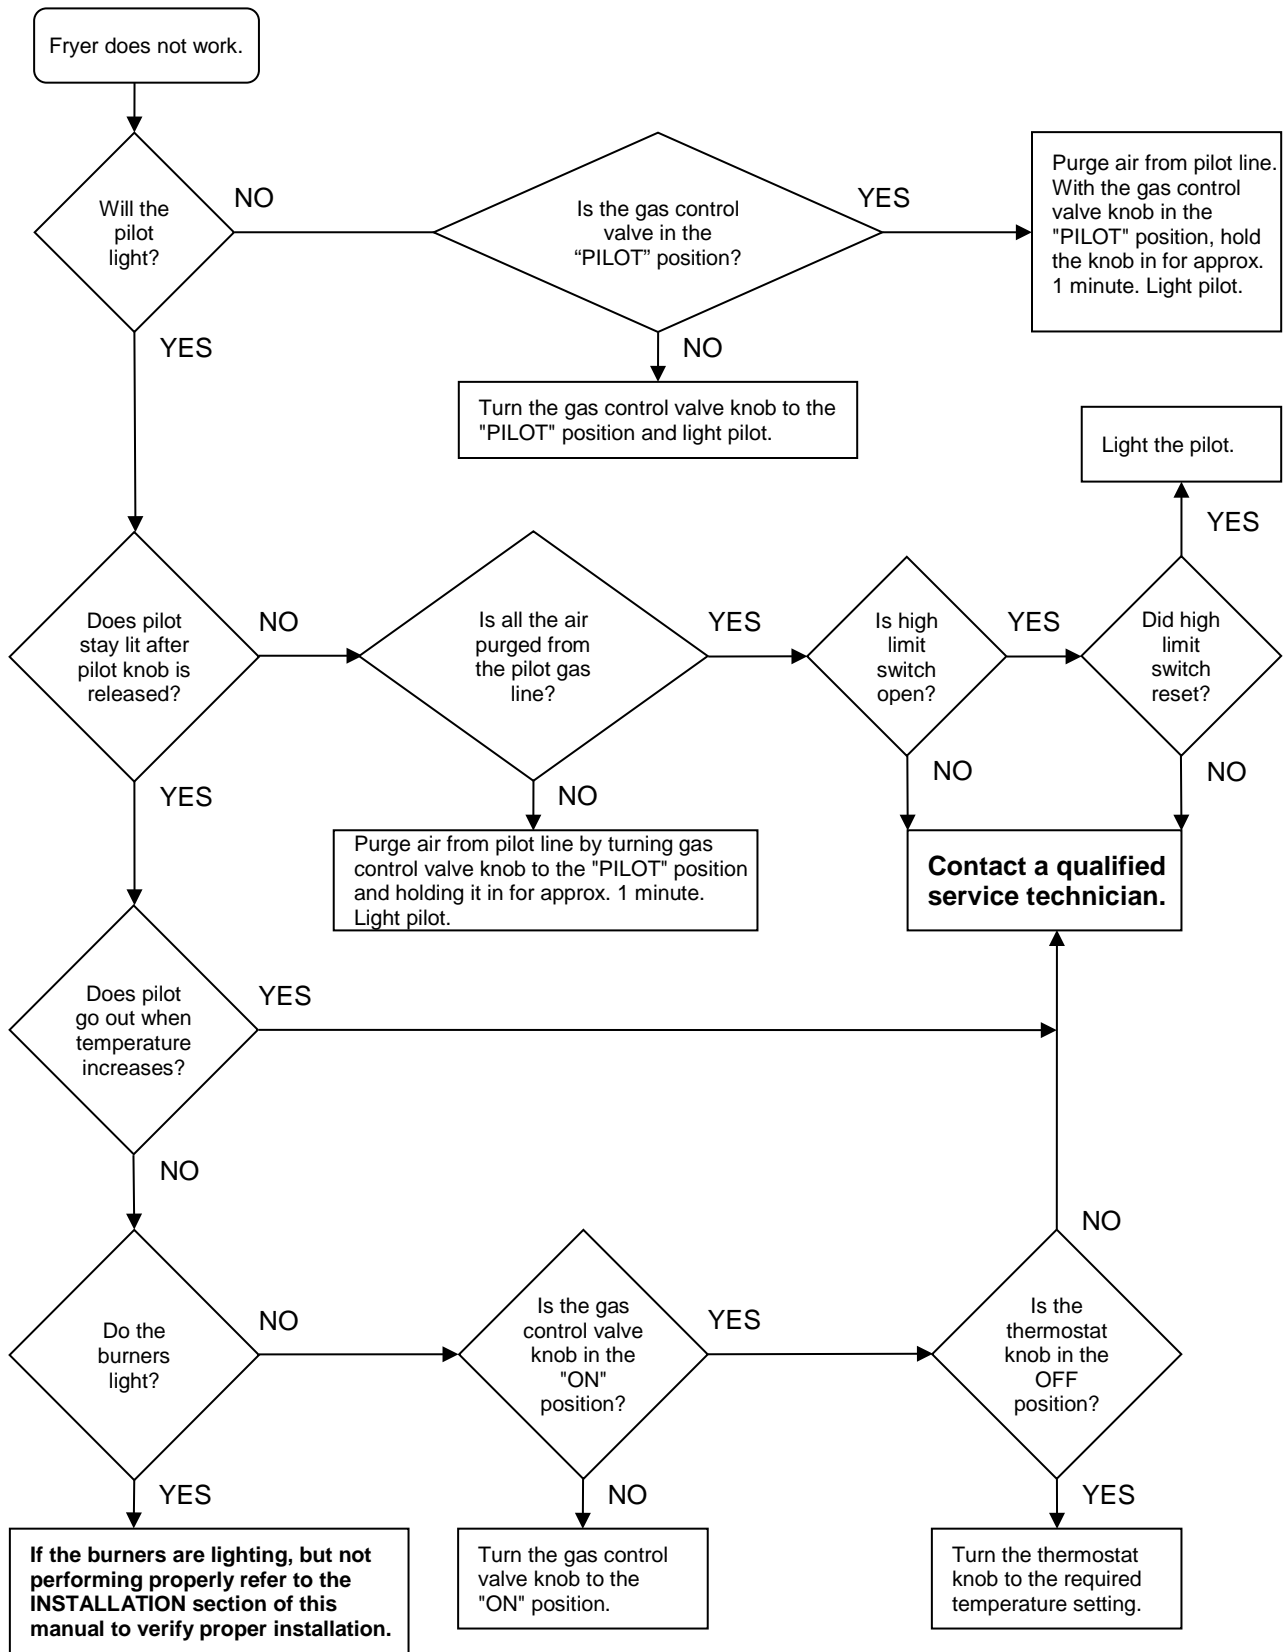 Fryer does not work.
Will the
pilot
light?
NO
Is the gas control
valve in the
“PILOT” position?
YES
Purge air from pilot line.
With the gas control
valve knob in the
"PILOT" position, hold
the knob in for approx.
1 minute. Light pilot.
YES
NO
Turn the gas control valve knob to the
"PILOT" position and light pilot.
Light the pilot.
YES
Does pilot
stay lit after
pilot knob is
released?
NO
Is all the air
purged from
the pilot gas
line?
YES
Is high
limit
switch
open?
YES
Did high
limit
switch
reset?
YES
NO
NO
NO
Purge air from pilot line by turning gas
control valve knob to the "PILOT" position
and holding it in for approx. 1 minute.
Light pilot.
Contact a qualified
service technician.
Does pilot
go out when
temperature
increases?
YES
NO
Do the
burners
light?
NO
Is the gas
control valve
knob in the
"ON"
position?
YES
Is the
thermostat
knob in the
OFF
position?
NO
YES
NO
YES
If the burners are lighting, but not
performing properly refer to the
INSTALLATION section of this
manual to verify proper installation.
Turn the gas control
valve knob to the
"ON" position.
Turn the thermostat
knob to the required
temperature setting.